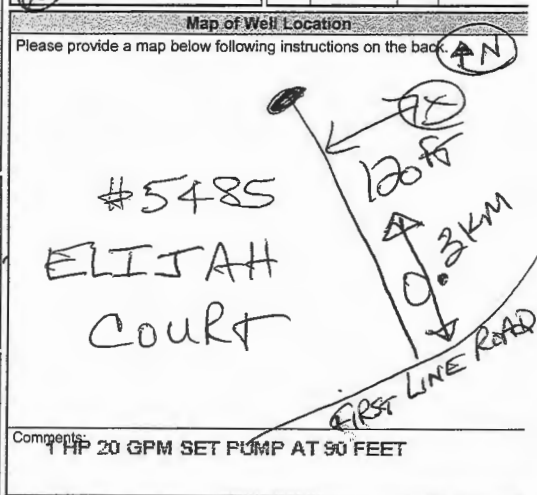 Map of Well Location
Please provide a map below following instructions on the back.
N
X
120 ft
#5485
ELIJAH
COURT
0.3KM
FIRST LINE ROAD
Comments:
1 HP 20 GPM SET PUMP AT 90 FEET